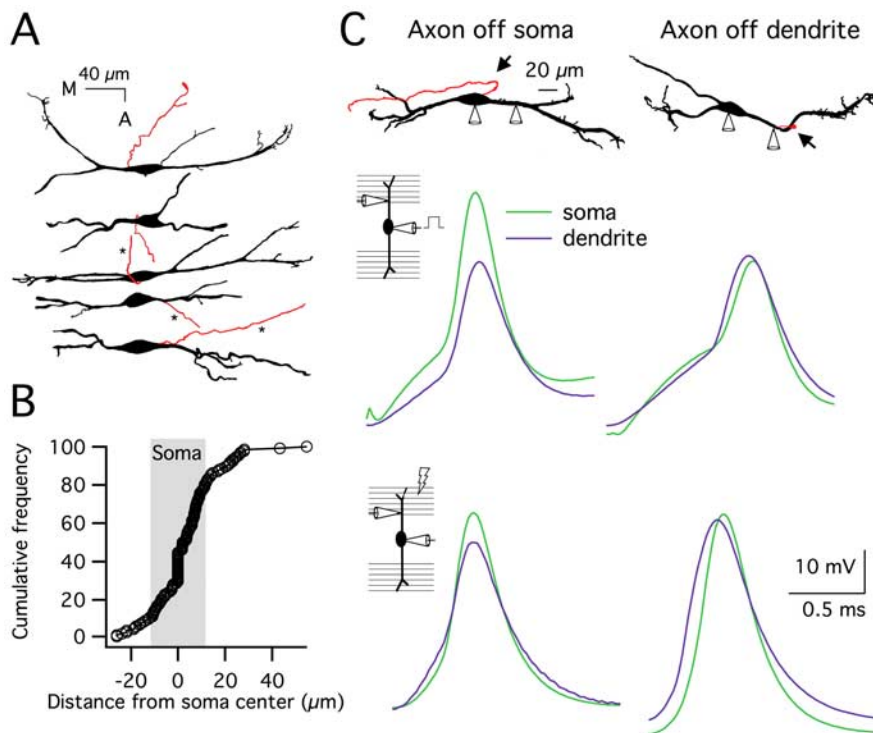 A
M
40 µm
A
*
*
*
B
Cumulative frequency
100
80
60
40
20
0
Soma
-20
0
20
40
Distance from soma center (µm)
C
Axon off soma
Axon off dendrite
20 µm
soma
dendrite
10 mV
0.5 ms